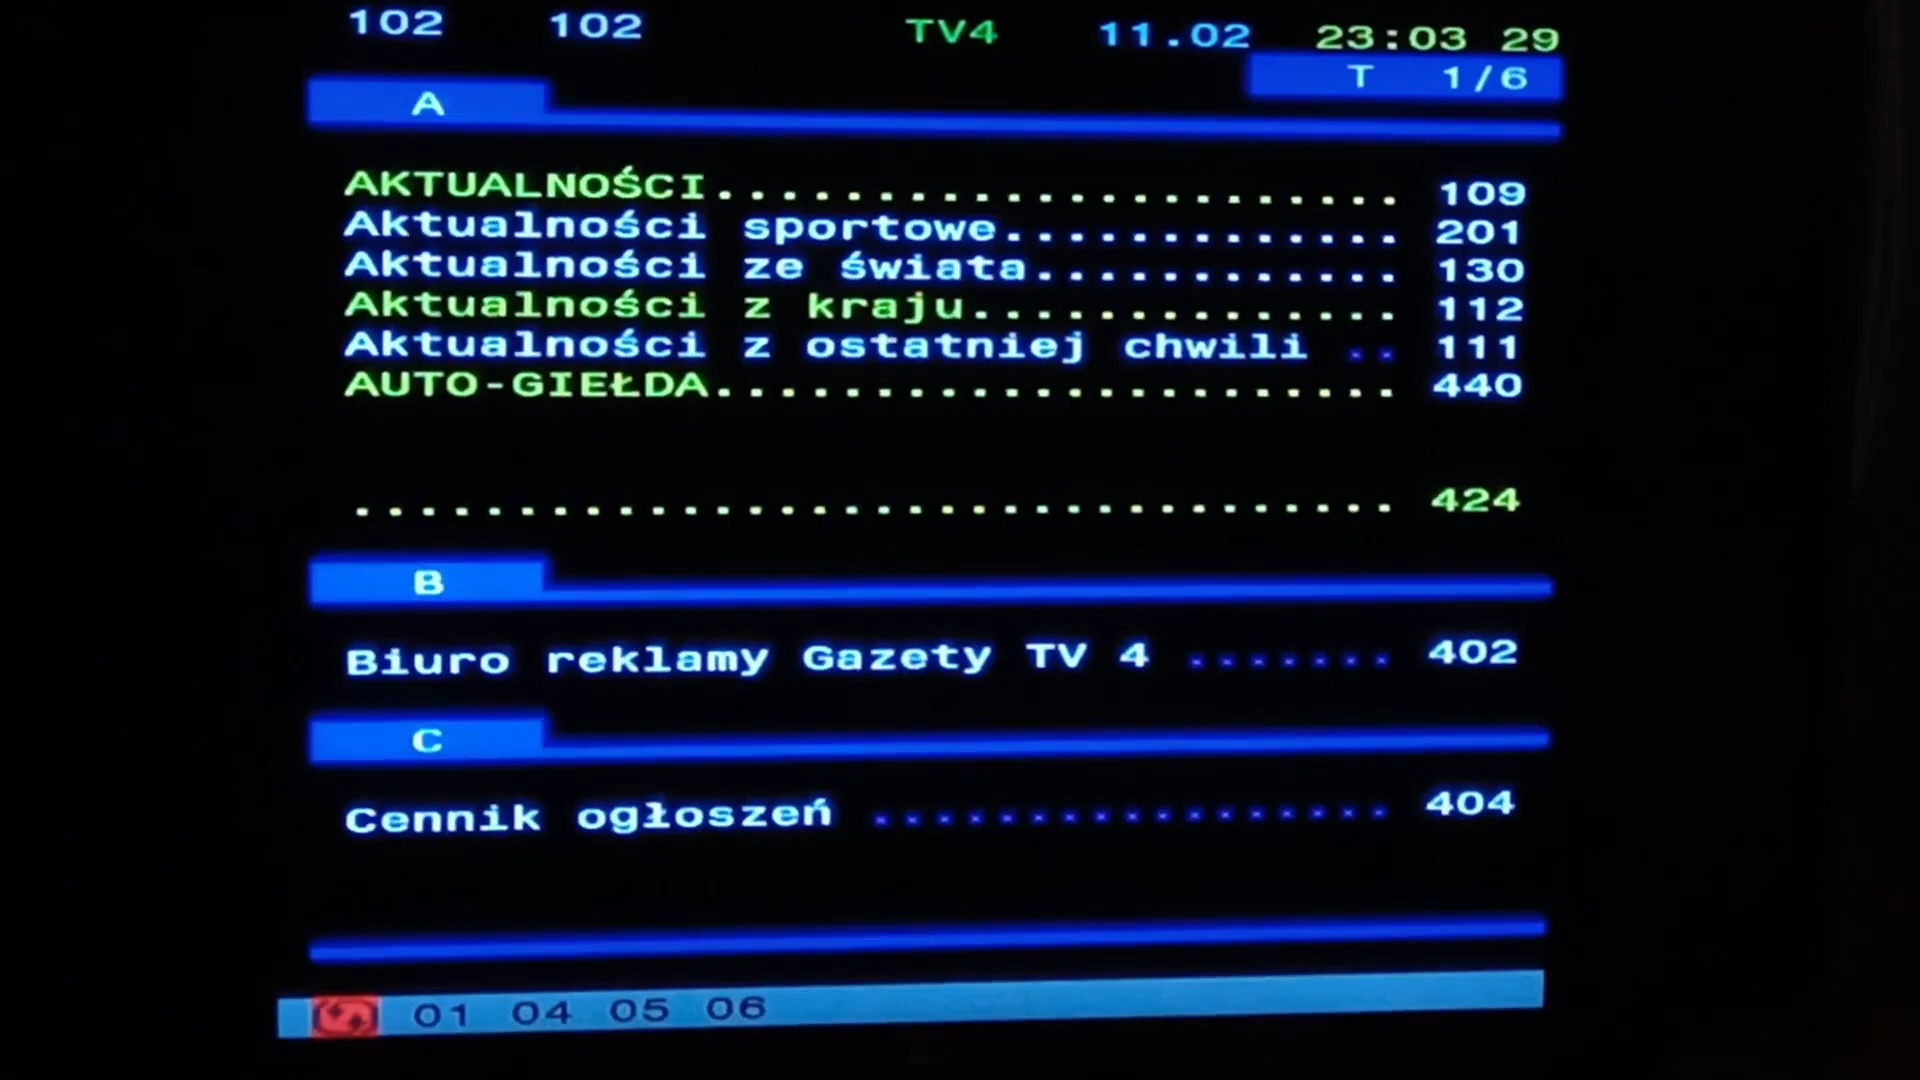 102 102 TV4 11.02 23:03 29
T 1/6
A
AKTUALNOŚCI...................... 109
Aktualności sportowe............. 201
Aktualności ze świata............ 130
Aktualności z kraju.............. 112
Aktualności z ostatniej chwili .. 111
AUTO-GIEŁDA...................... 440
................................. 424
B
Biuro reklamy Gazety TV 4 ....... 402
C
Cennik ogłoszeń ................. 404
01 04 05 06